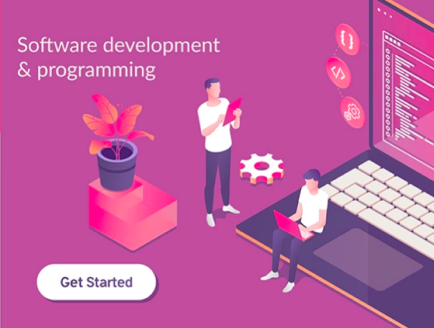 Software development
& programming
{ }
</>
Get Started